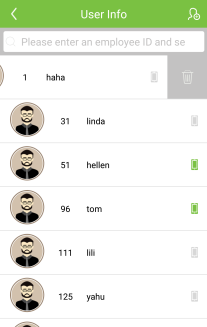 User Info
Please enter an employee ID and se
1 haha
31 linda
51 hellen
96 tom
111 lili
125 yahu